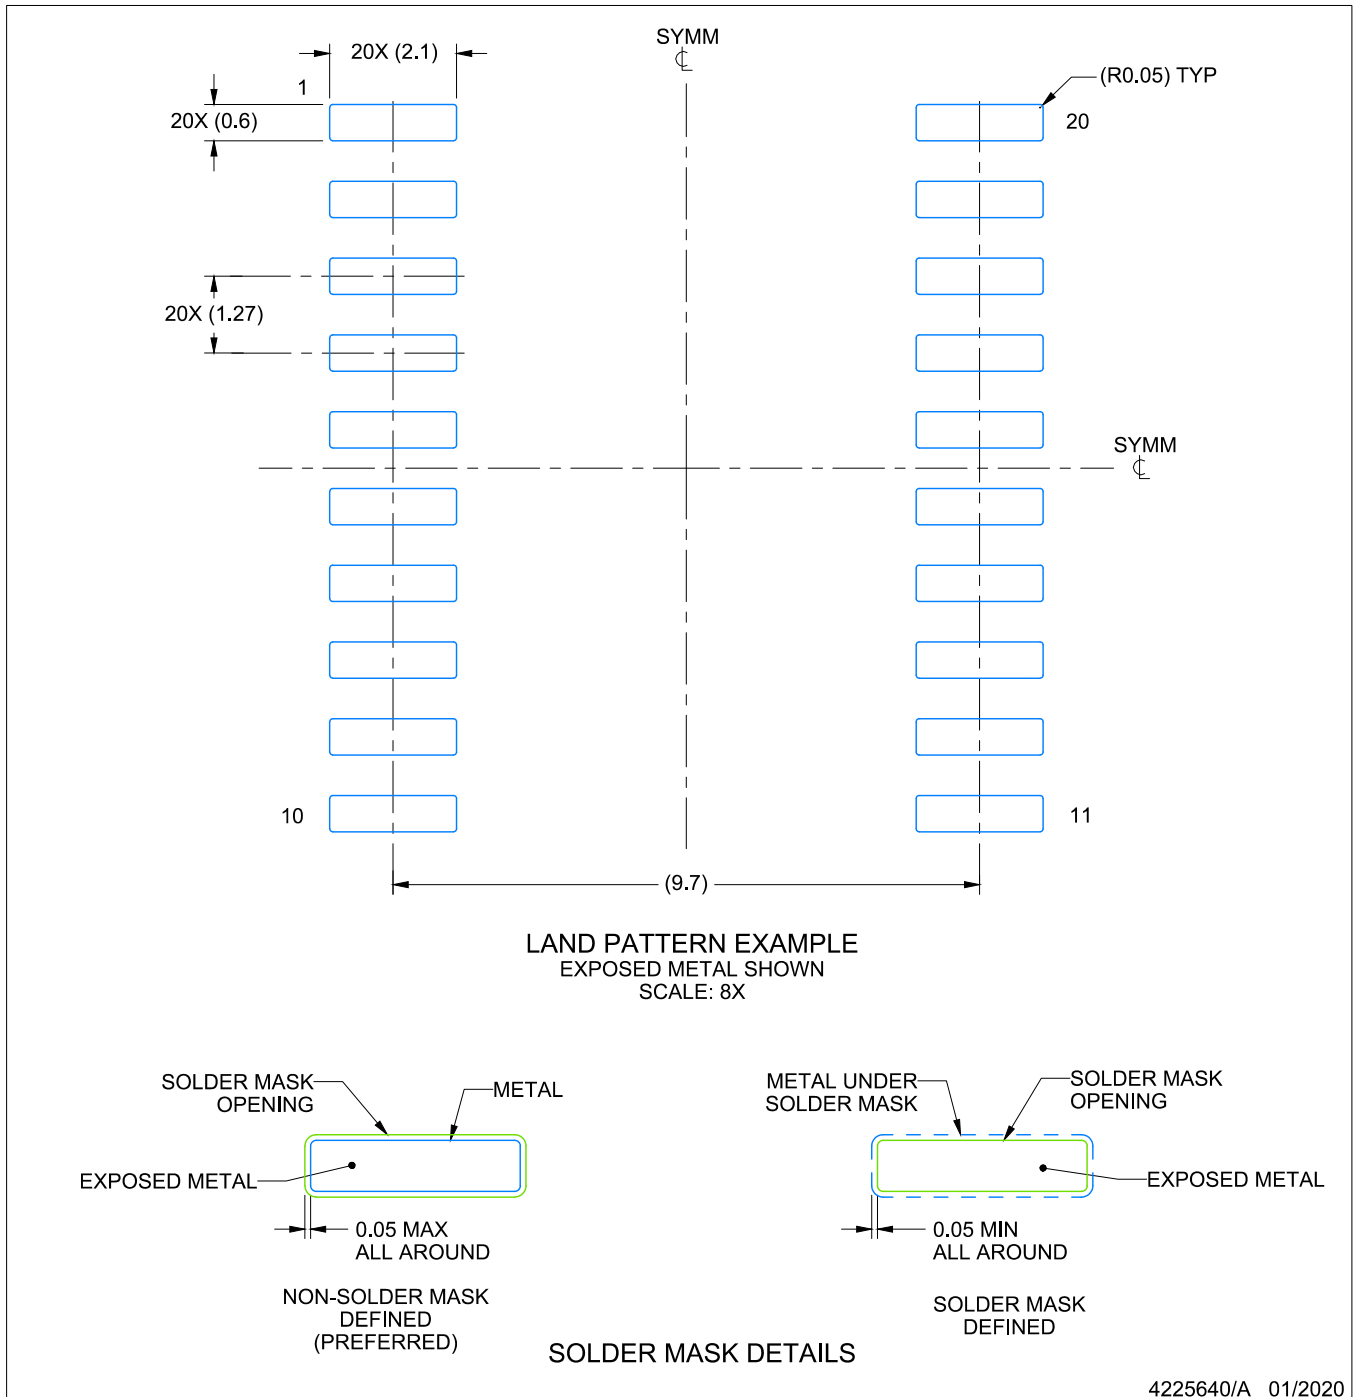 SYMM
20X (2.1)
(R0.05) TYP
1
20X (0.6)
20
20X (1.27)
SYMM
10
11
(9.7)
LAND PATTERN EXAMPLE
EXPOSED METAL SHOWN
SCALE: 8X
SOLDER MASK
OPENING
METAL
EXPOSED METAL
0.05 MAX
ALL AROUND
NON-SOLDER MASK
DEFINED
(PREFERRED)
METAL UNDER
SOLDER MASK
SOLDER MASK
OPENING
EXPOSED METAL
0.05 MIN
ALL AROUND
SOLDER MASK
DEFINED
SOLDER MASK DETAILS
4225640/A 01/2020